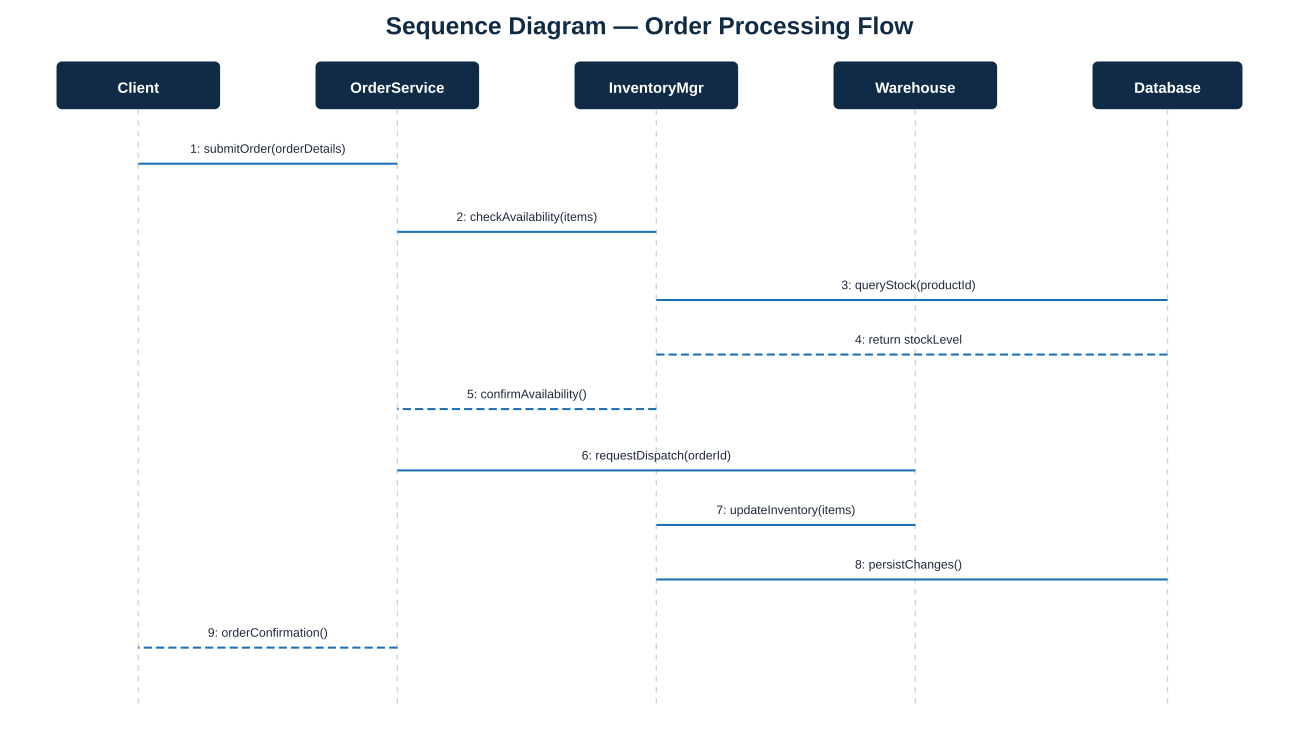 Sequence Diagram — Order Processing Flow
Client
OrderService
InventoryMgr
Warehouse
Database
1: submitOrder(orderDetails)
2: checkAvailability(items)
3: queryStock(productId)
4: return stockLevel
5: confirmAvailability()
6: requestDispatch(orderId)
7: updateInventory(items)
8: persistChanges()
9: orderConfirmation()